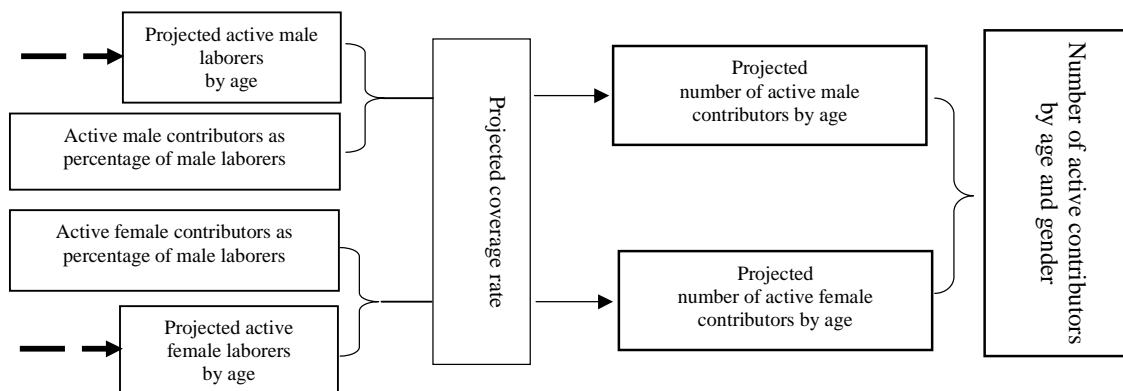 Projected active male
laborers
by age
Active male contributors as
percentage of male laborers
Active female contributors as
percentage of male laborers
Projected active
female laborers
by age
Projected coverage rate
Projected
number of active male
contributors by age
Projected
number of active female
contributors by age
Number of active contributors
by age and gender